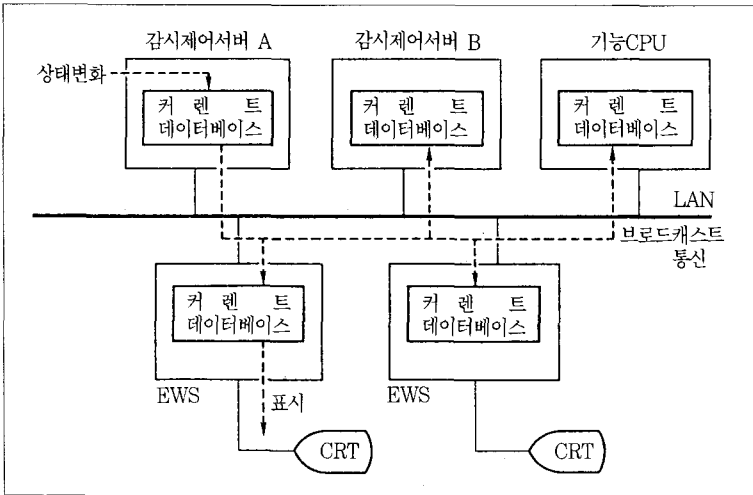 감시제어서버 A
감시제어서버 B
기능CPU
상태변화
커 렌 트
데이터베이스
커 렌 트
데이터베이스
커 렌 트
데이터베이스
LAN
브로드캐스트
통신
커 렌 트
데이터베이스
커 렌 트
데이터베이스
EWS
표시
EWS
CRT
CRT